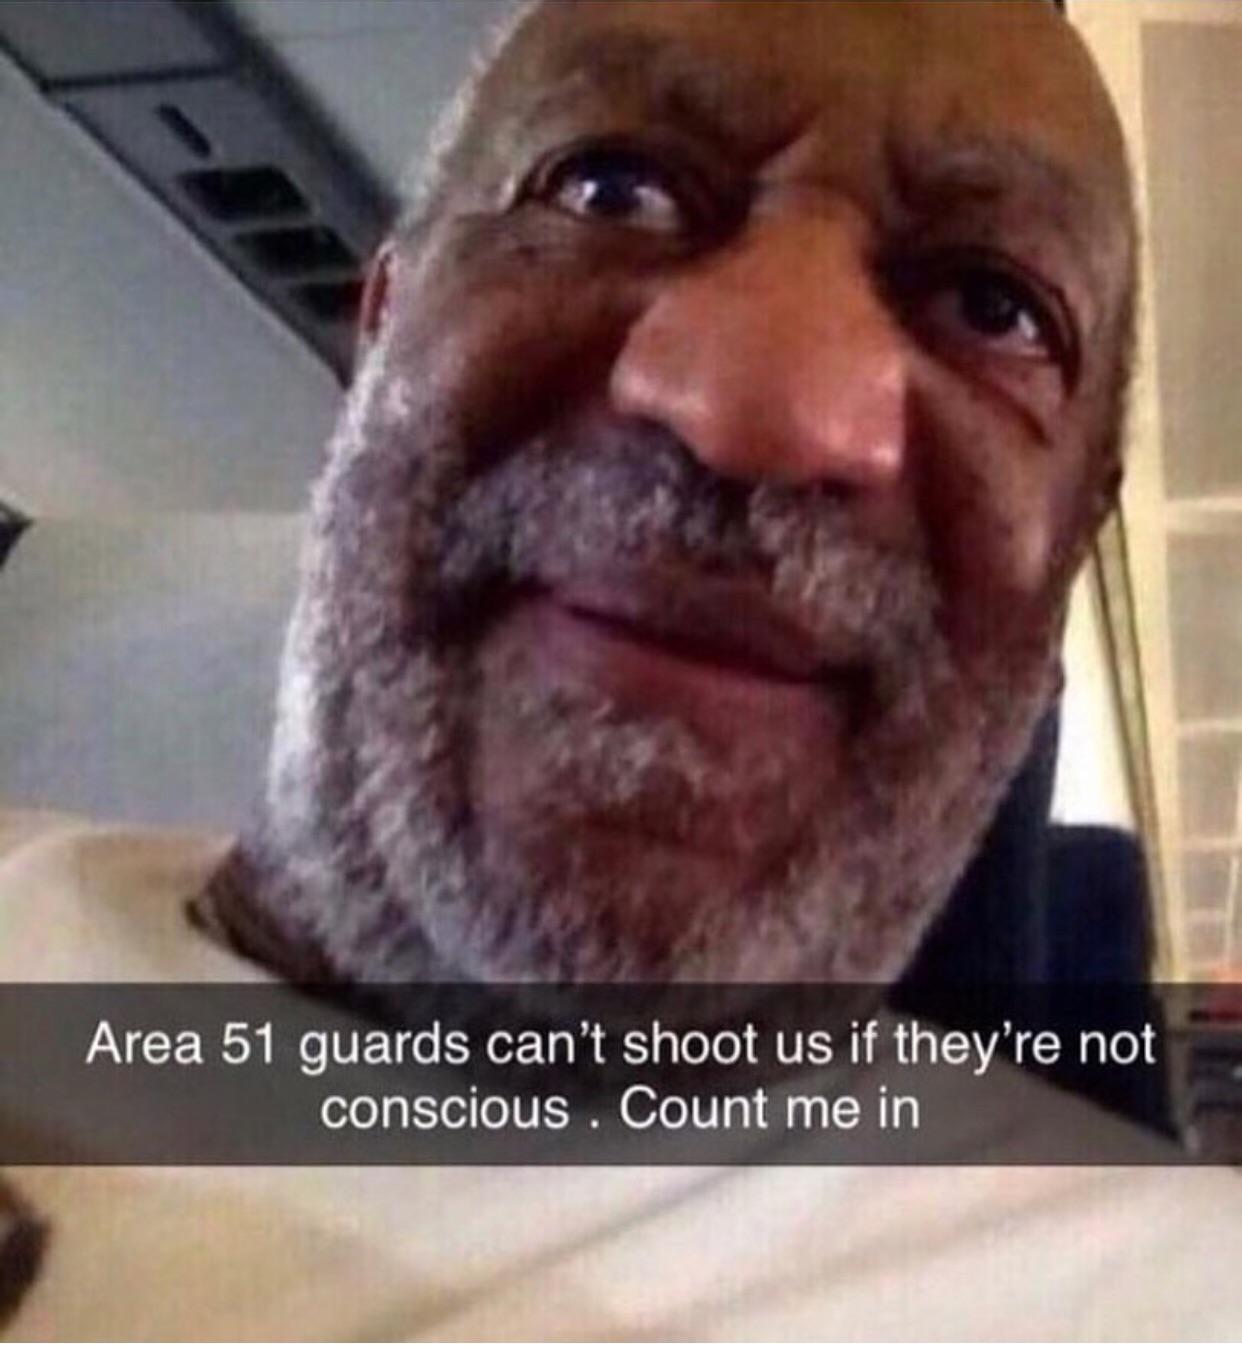 Area 51 guards can’t shoot us if they’re not
conscious . Count me in